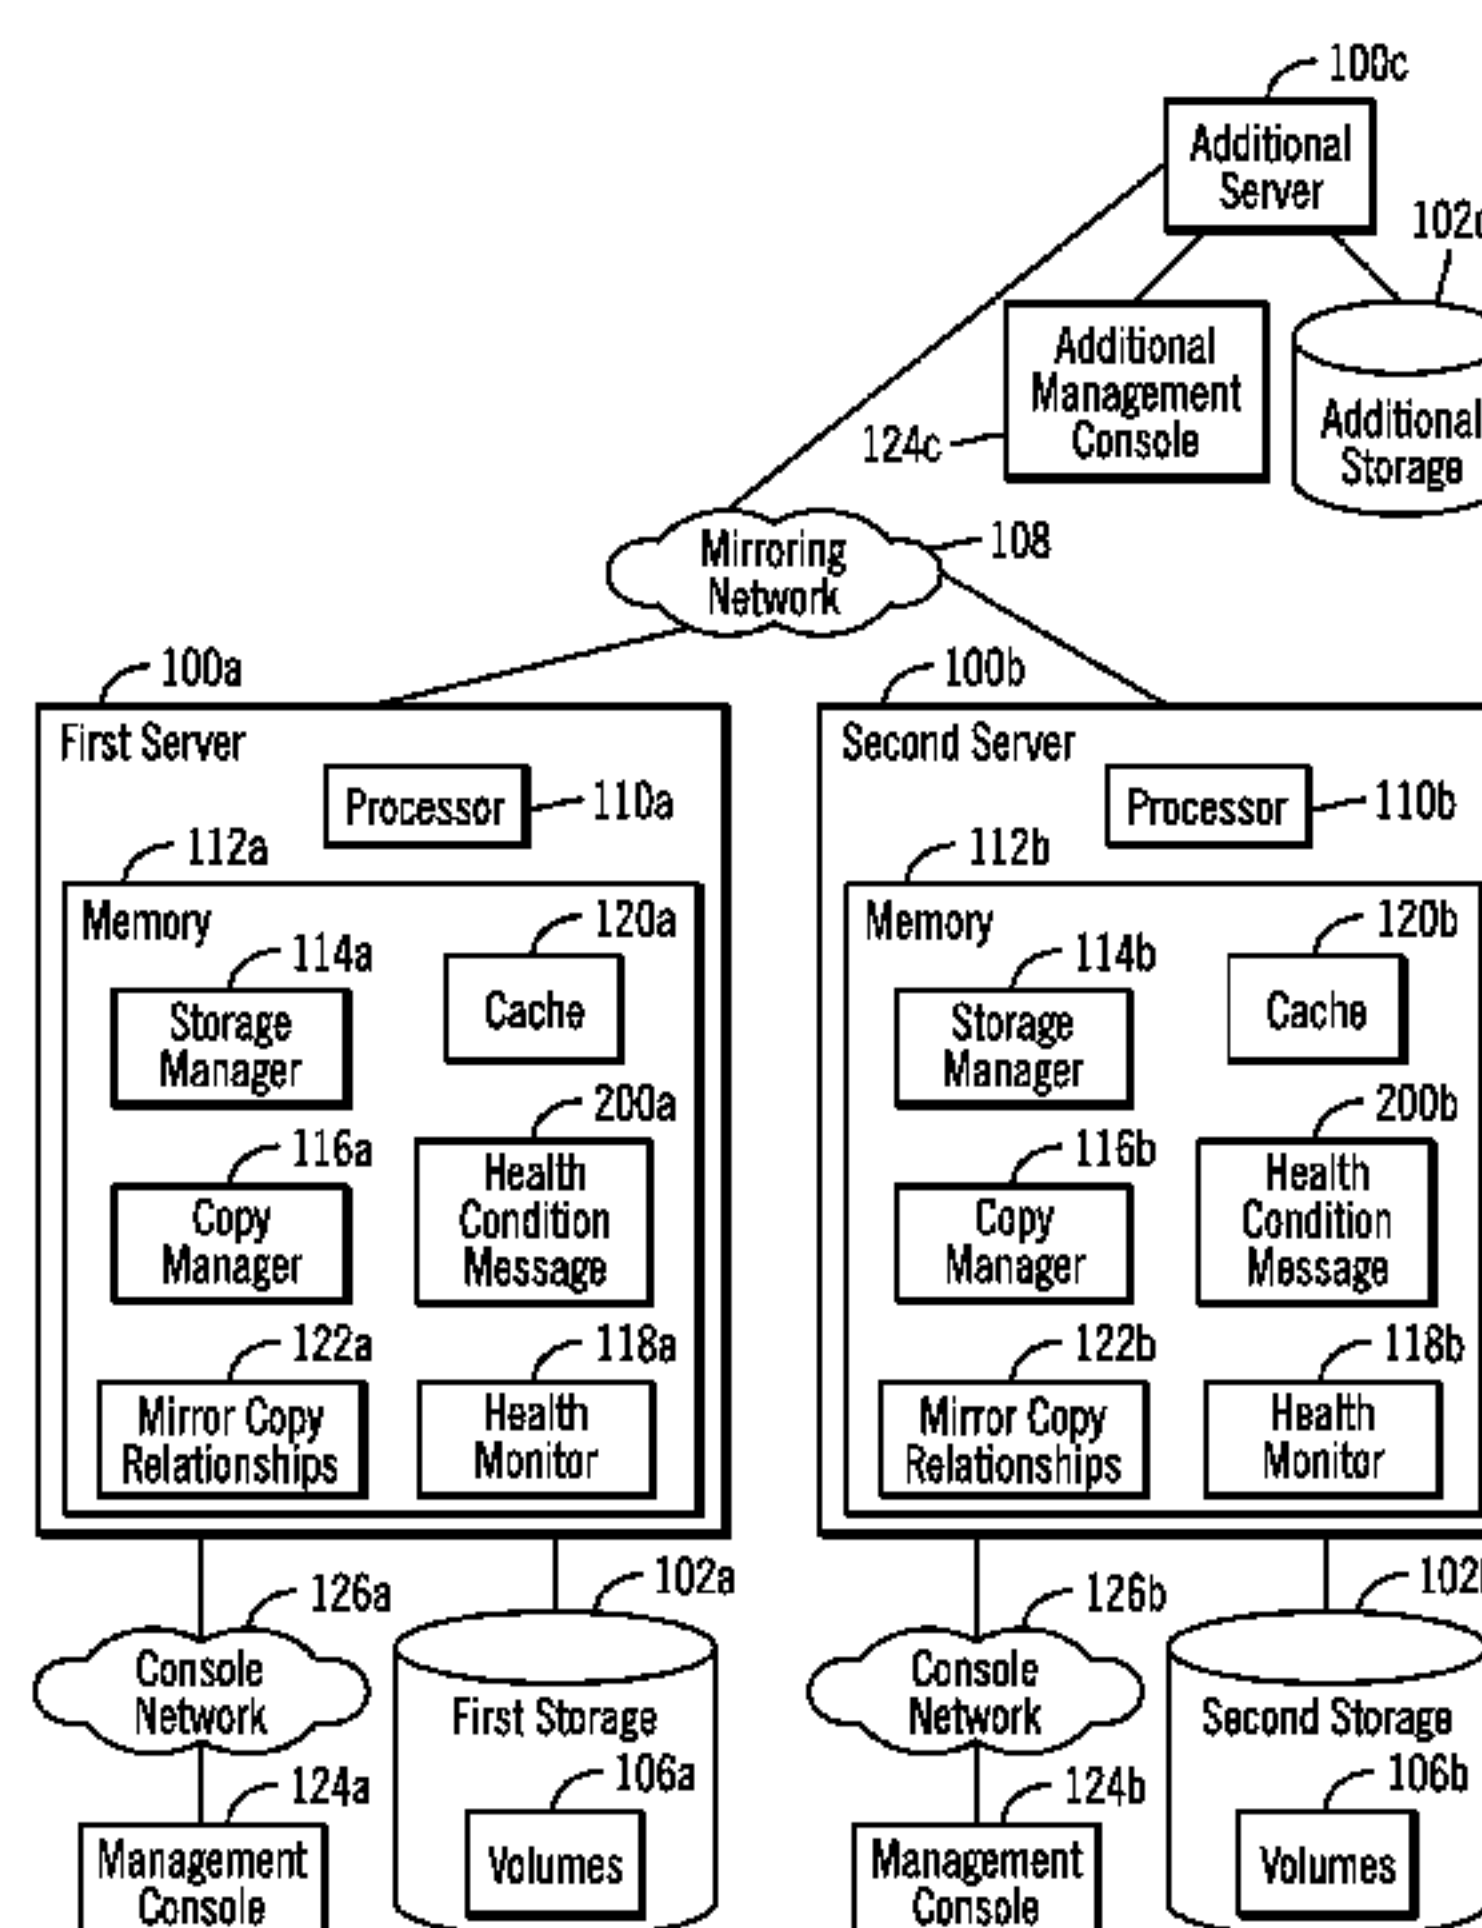 100c
Additional
Server
Additional
Management
Console
124c
Additional
Storage
Mirroring
Network
108
100a
First Server
Processor
110a
112a
Memory
114a
Storage
Manager
120a
Cache
116a
Copy
Manager
200a
Health
Condition
Message
122a
Mirror Copy
Relationships
118a
Health
Monitor
100b
Second Server
Processor
110b
112b
Memory
114b
Storage
Manager
120b
Cache
116b
Copy
Manager
200b
Health
Condition
Message
122b
Mirror Copy
Relationships
118b
Health
Monitor
126a
Console
Network
102a
First Storage
106a
Volumes
124a
Management
Console
126b
Console
Network
Second Storage
106b
Volumes
124b
Management
Console